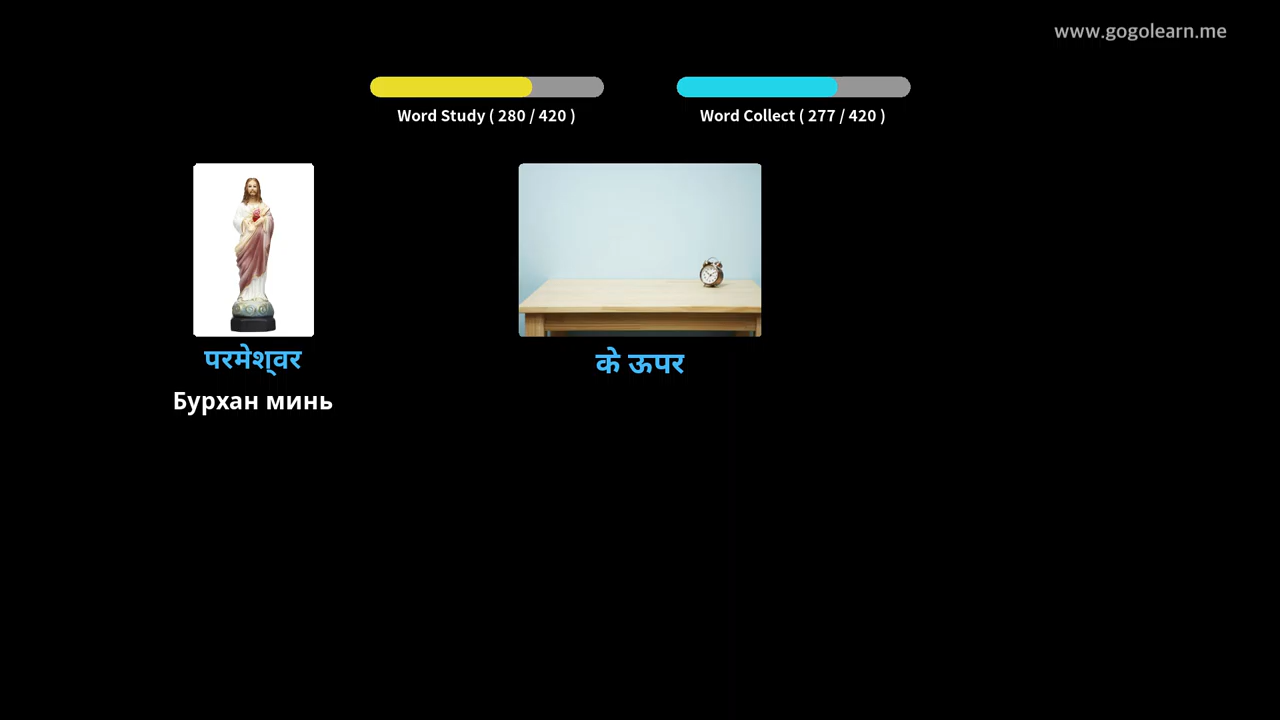 www.gogolearn.me
Word Study ( 280 / 420 )
Word Collect ( 277 / 420 )
परमेश्वर
के ऊपर
Бурхан минь